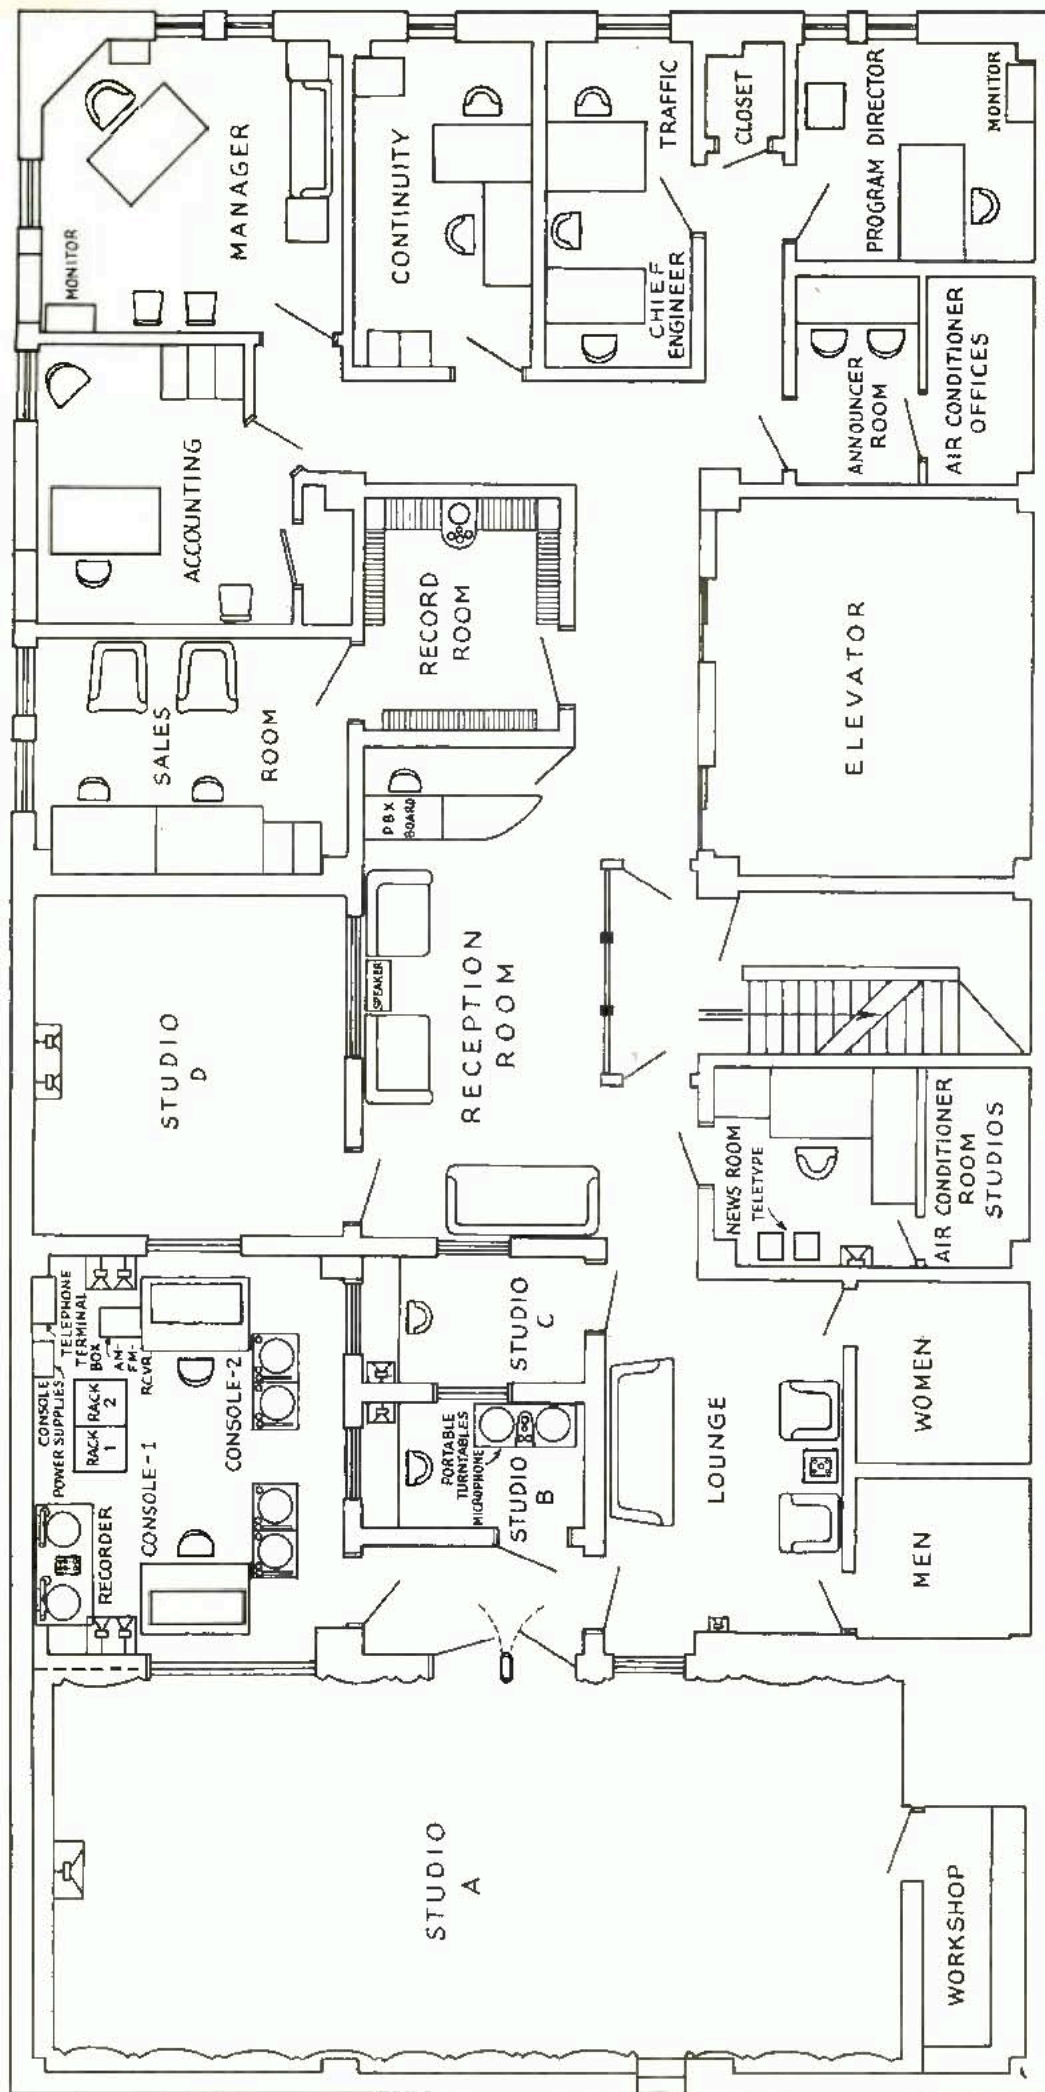 MANAGER
MONITOR
CONTINUITY
TRAFFIC
CHIEF
ENGINEER
CLOSET
PROGRAM DIRECTOR
MONITOR
ACCOUNTING
ANNOUNCER
ROOM
AIR CONDITIONER
OFFICES
SALES
ROOM
RECORD
ROOM
PBX
BOARD
ELEVATOR
STUDIO
D
SPEAKER
RECEPTION
ROOM
NEWS ROOM
TELETYPE
AIR CONDITIONER
ROOM
STUDIOS
TELEPHONE
TERMINAL
BOX
AM-
FM-
RCVR.
CONSOLE
POWER SUPPLIES
RACK
1
RACK
2
CONSOLE-1
CONSOLE-2
RECORDER
STUDIO
C
PORTABLE
TURNTABLES
MICROPHONE
STUDIO
B
LOUNGE
WOMEN
MEN
STUDIO
A
WORKSHOP